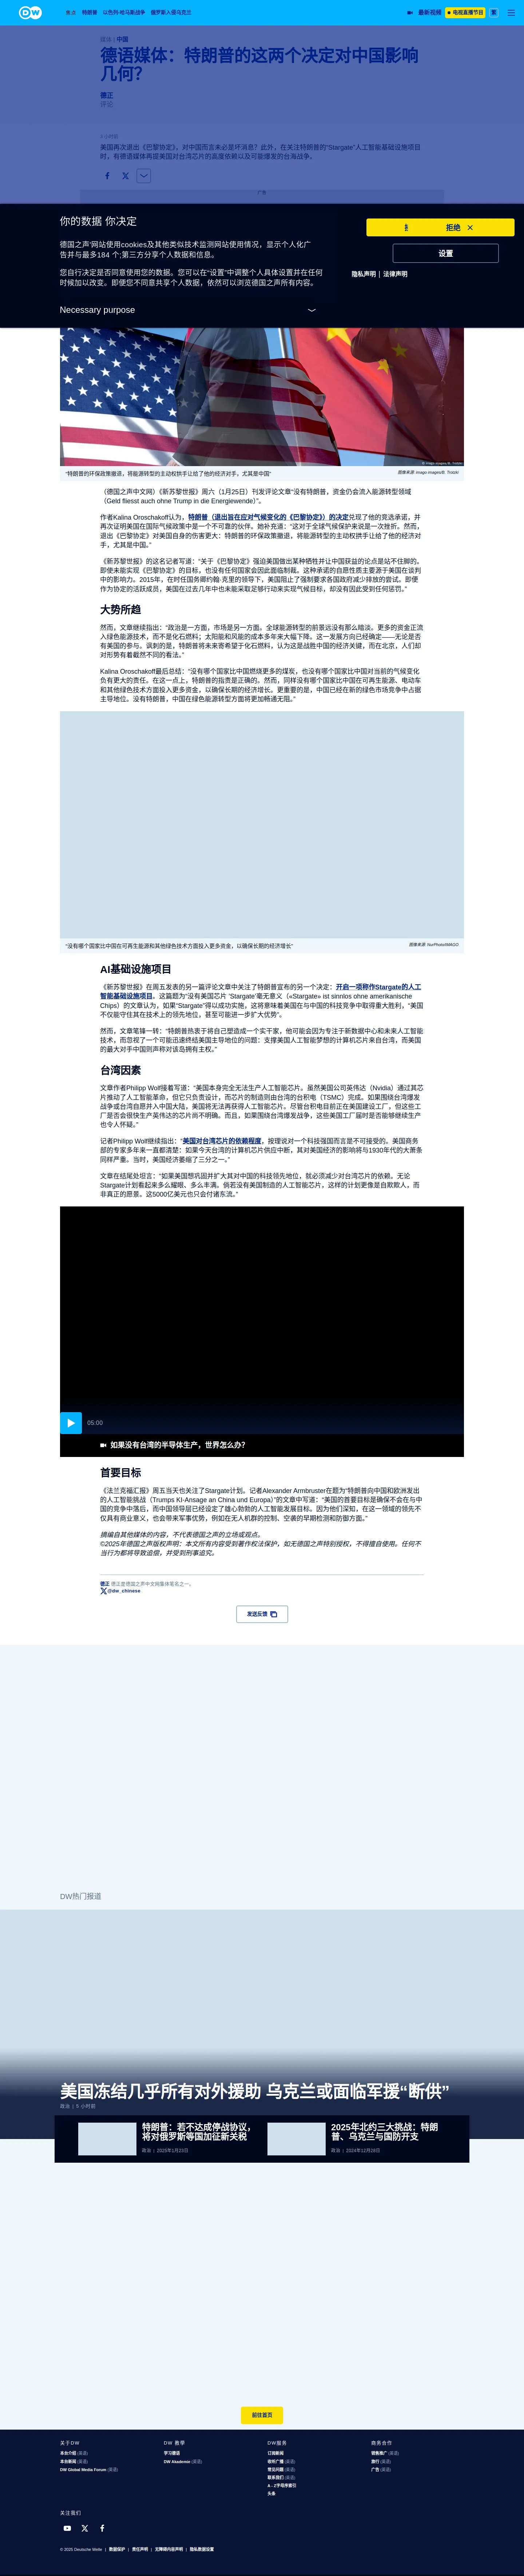 DW
焦点
特朗普
以色列-哈马斯战争
俄罗斯入侵乌克兰
最新视频
电视直播节目
繁
政治 | 中国
德语媒体：特朗普的这两个决定对中国影响
几何？
德正
评论
5 小时前
美国再次退出《巴黎协定》，对中国而言未必是坏消息？此外，在关注特朗普的“Stargate”人工智能基础设施项目
时，有德语媒体再提美国对台湾芯片的高度依赖以及可能爆发的台海战争。
广告
你的数据 你决定
德国之声‘网站使用cookies及其他类似技术监测网站使用情况，显示个人化广
告并与最多184 个;第三方分享个人数据和信息。
您自行决定是否同意使用您的数据。您可以在“设置”中调整个人具体设置并在任何
时候加以改变。即便您不同意共享个人数据，依然可以浏览德国之声所有内容。
Necessary purpose
拒绝
设置
隐私声明 | 法律声明
© imago images/B. Trotzki
“特朗普的环保政策撤退，将能源转型的主动权拱手让给了他的经济对手，尤其是中国”
图像来源: imago images/B. Trotzki
（德国之声中文网）《新苏黎世报》周六（1月25日）刊发评论文章“没有特朗普，资金仍会流入能源转型领域
（Geld fliesst auch ohne Trump in die Energiewende）”。
作者Kalina Oroschakoff认为，特朗普（退出旨在应对气候变化的《巴黎协定》）的决定兑现了他的竞选承诺，并
再次证明美国在国际气候政策中是一个不可靠的伙伴。她补充道：“这对于全球气候保护来说是一次挫折。然而，
退出《巴黎协定》对美国自身的伤害更大：特朗普的环保政策撤退，将能源转型的主动权拱手让给了他的经济对
手，尤其是中国。”
《新苏黎世报》的这名记者写道：“关于《巴黎协定》强迫美国做出某种牺牲并让中国获益的论点是站不住脚的。
即使未能实现《巴黎协定》的目标，也没有任何国家会因此面临制裁。这种承诺的自愿性质主要源于美国在谈判
中的影响力。2015年，在时任国务卿约翰·克里的领导下，美国阻止了强制要求各国政府减少排放的尝试。即便
作为协定的活跃成员，美国在过去几年中也未能采取足够行动来实现气候目标，却没有因此受到任何惩罚。”
大势所趋
然而，文章继续指出：“政治是一方面，市场是另一方面。全球能源转型的前景远没有那么暗淡。更多的资金正流
入绿色能源技术，而不是化石燃料；太阳能和风能的成本多年来大幅下降。这一发展方向已经确定——无论是否
有美国的参与。讽刺的是，特朗普将未来寄希望于化石燃料，认为这是战胜中国的经济关键，而在北京，人们却
对形势有着截然不同的看法。”
Kalina Oroschakoff最后总结：“没有哪个国家比中国燃烧更多的煤炭，也没有哪个国家比中国对当前的气候变化
负有更大的责任。在这一点上，特朗普的指责是正确的。然而，同样没有哪个国家比中国在可再生能源、电动车
和其他绿色技术方面投入更多资金，以确保长期的经济增长。更重要的是，中国已经在新的绿色市场竞争中占据
主导地位。没有特朗普，中国在绿色能源转型方面将更加畅通无阻。”
“没有哪个国家比中国在可再生能源和其他绿色技术方面投入更多资金，以确保长期的经济增长”
图像来源: NurPhoto/IMAGO
AI基础设施项目
《新苏黎世报》在周五发表的另一篇评论文章中关注了特朗普宣布的另一个决定：开启一项称作Stargate的人工
智能基础设施项目。这篇题为“没有美国芯片 ‘Stargate’毫无意义（«Stargate» ist sinnlos ohne amerikanische
Chips）的文章认为，如果“Stargate”得以成功实施，这将意味着美国在与中国的科技竞争中取得重大胜利，“美国
不仅能守住其在技术上的领先地位，甚至可能进一步扩大优势”。
然而，文章笔锋一转：“特朗普热衷于将自己塑造成一个实干家，他可能会因为专注于新数据中心和未来人工智能
技术，而忽视了一个可能迅速终结美国主导地位的问题：支撑美国人工智能梦想的计算机芯片来自台湾，而美国
的最大对手中国则声称对该岛拥有主权。”
台湾因素
文章作者Philipp Wolf接着写道：“美国本身完全无法生产人工智能芯片。虽然美国公司英伟达（Nvidia）通过其芯
片推动了人工智能革命，但它只负责设计，而芯片的制造则由台湾的台积电（TSMC）完成。如果围绕台湾爆发
战争或台湾自愿并入中国大陆，美国将无法再获得人工智能芯片。尽管台积电目前正在美国建设工厂，但这些工
厂是否会很快生产英伟达的芯片尚不明确。而且，如果围绕台湾爆发战争，这些美国工厂届时是否能够继续生产
也令人怀疑。”
记者Philipp Wolf继续指出：“美国对台湾芯片的依赖程度，按理说对一个科技强国而言是不可接受的。美国商务
部的专家多年来一直都清楚：如果今天台湾的计算机芯片供应中断，其对美国经济的影响将与1930年代的大萧条
同样严重。当时，美国经济萎缩了三分之一。”
文章在结尾处坦言：“如果美国想巩固并扩大其对中国的科技领先地位，就必须减少对台湾芯片的依赖。无论
Stargate计划看起来多么耀眼、多么丰满。倘若没有美国制造的人工智能芯片，这样的计划更像是自欺欺人，而
非真正的愿景。这5000亿美元也只会付诸东流。”
05:00
如果没有台湾的半导体生产，世界怎么办？
首要目标
《法兰克福汇报》周五当天也关注了Stargate计划。记者Alexander Armbruster在题为“特朗普向中国和欧洲发出
的人工智能挑战（Trumps KI-Ansage an China und Europa）”的文章中写道：“美国的首要目标是确保不会在与中
国的竞争中落后，而中国领导层已经设定了雄心勃勃的人工智能发展目标。因为他们深知，在这一领域的领先不
仅具有商业意义，也会带来军事优势，例如在无人机群的控制、空袭的早期检测和防御方面。”
摘编自其他媒体的内容，不代表德国之声的立场或观点。
©2025年德国之声版权声明：本文所有内容受到著作权法保护，如无德国之声特别授权，不得擅自使用。任何不
当行为都将导致追偿，并受到刑事追究。
德正 德正是德国之声中文网集体笔名之一。
@dw_chinese
发送反馈
DW热门报道
美国冻结几乎所有对外援助 乌克兰或面临军援“断供”
政治 | 5 小时前
特朗普：若不达成停战协议，
将对俄罗斯等国加征新关税
政治 | 2025年1月23日
2025年北约三大挑战：特朗
普、乌克兰与国防开支
政治 | 2024年12月26日
前往首页
关于DW
本台介绍 (英语)
本台新闻 (英语)
DW Global Media Forum (英语)
DW 教學
学习德语
DW Akademie (英语)
DW服务
订阅新闻
收听广播 (英语)
常见问题 (英语)
联系我们 (英语)
A - Z字母序索引
头条
商务合作
销售推广 (英语)
旅行 (英语)
广告 (英语)
关注我们
© 2025 Deutsche Welle | 数据保护 | 责任声明 | 无障碍内容声明 | 隐私数据设置